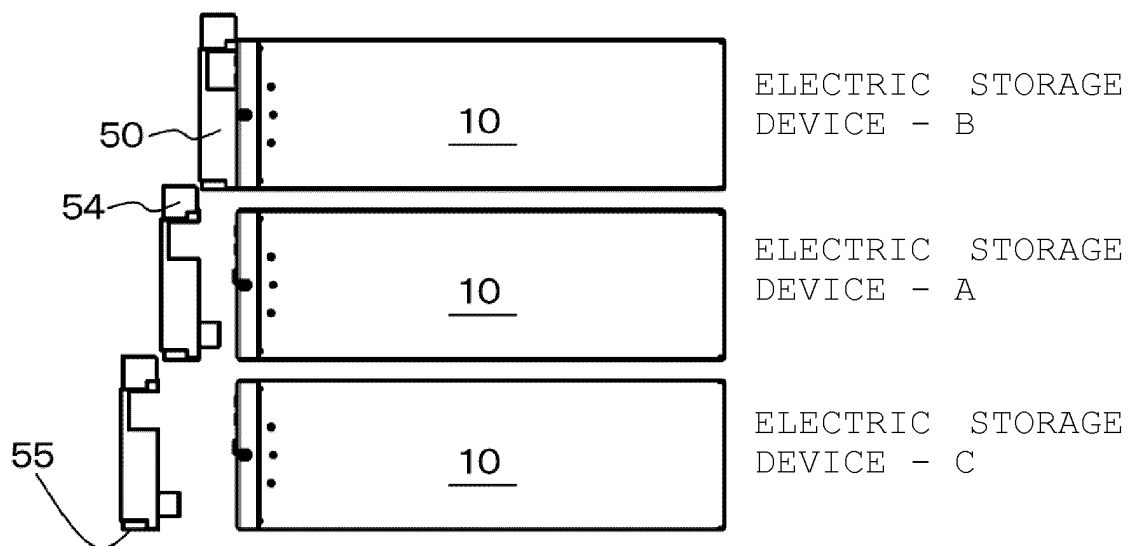 10
ELECTRIC STORAGE
DEVICE - B
50
54
10
ELECTRIC STORAGE
DEVICE - A
10
ELECTRIC STORAGE
DEVICE - C
55